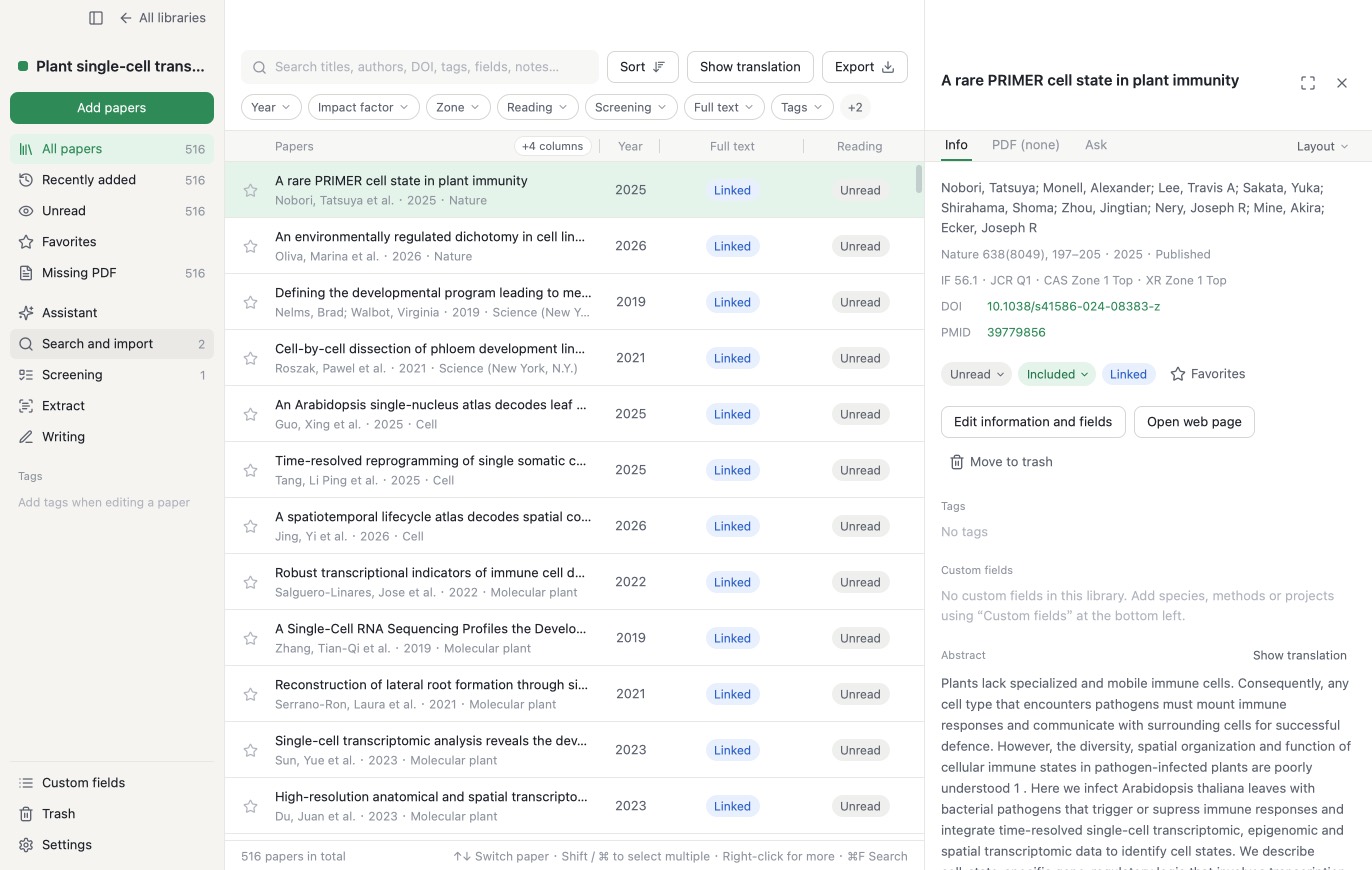 All libraries
Plant single-cell trans...
Add papers
All papers 516
Recently added 516
Unread 516
Favorites
Missing PDF 516
Assistant
Search and import 2
Screening 1
Extract
Writing
Tags
Add tags when editing a paper
Custom fields
Trash
Settings
Search titles, authors, DOI, tags, fields, notes...
Sort
Show translation
Export
Year
Impact factor
Zone
Reading
Screening
Full text
Tags
+2
Papers +4 columns Year Full text Reading
A rare PRIMER cell state in plant immunity
Nobori, Tatsuya et al. · 2025 · Nature
2025 Linked Unread
An environmentally regulated dichotomy in cell lin...
Oliva, Marina et al. · 2026 · Nature
2026 Linked Unread
Defining the developmental program leading to me...
Nelms, Brad; Walbot, Virginia · 2019 · Science (New Y...
2019 Linked Unread
Cell-by-cell dissection of phloem development lin...
Roszak, Pawel et al. · 2021 · Science (New York, N.Y.)
2021 Linked Unread
An Arabidopsis single-nucleus atlas decodes leaf ...
Guo, Xing et al. · 2025 · Cell
2025 Linked Unread
Time-resolved reprogramming of single somatic c...
Tang, Li Ping et al. · 2025 · Cell
2025 Linked Unread
A spatiotemporal lifecycle atlas decodes spatial co...
Jing, Yi et al. · 2026 · Cell
2026 Linked Unread
Robust transcriptional indicators of immune cell d...
Salguero-Linares, Jose et al. · 2022 · Molecular plant
2022 Linked Unread
A Single-Cell RNA Sequencing Profiles the Develo...
Zhang, Tian-Qi et al. · 2019 · Molecular plant
2019 Linked Unread
Reconstruction of lateral root formation through si...
Serrano-Ron, Laura et al. · 2021 · Molecular plant
2021 Linked Unread
Single-cell transcriptomic analysis reveals the dev...
Sun, Yue et al. · 2023 · Molecular plant
2023 Linked Unread
High-resolution anatomical and spatial transcripto...
Du, Juan et al. · 2023 · Molecular plant
2023 Linked Unread
516 papers in total
↑↓ Switch paper · Shift / ⌘ to select multiple · Right-click for more · ⌘F Search
A rare PRIMER cell state in plant immunity
Info PDF (none) Ask Layout
Nobori, Tatsuya; Monell, Alexander; Lee, Travis A; Sakata, Yuka;
Shirahama, Shoma; Zhou, Jingtian; Nery, Joseph R; Mine, Akira;
Ecker, Joseph R
Nature 638(8049), 197–205 · 2025 · Published
IF 56.1 · JCR Q1 · CAS Zone 1 Top · XR Zone 1 Top
DOI 10.1038/s41586-024-08383-z
PMID 39779856
Unread Included Linked Favorites
Edit information and fields
Open web page
Move to trash
Tags
No tags
Custom fields
No custom fields in this library. Add species, methods or projects
using “Custom fields” at the bottom left.
Abstract Show translation
Plants lack specialized and mobile immune cells. Consequently, any
cell type that encounters pathogens must mount immune
responses and communicate with surrounding cells for successful
defence. However, the diversity, spatial organization and function of
cellular immune states in pathogen-infected plants are poorly
understood 1 . Here we infect Arabidopsis thaliana leaves with
bacterial pathogens that trigger or supress immune responses and
integrate time-resolved single-cell transcriptomic, epigenomic and
spatial transcriptomic data to identify cell states. We describe